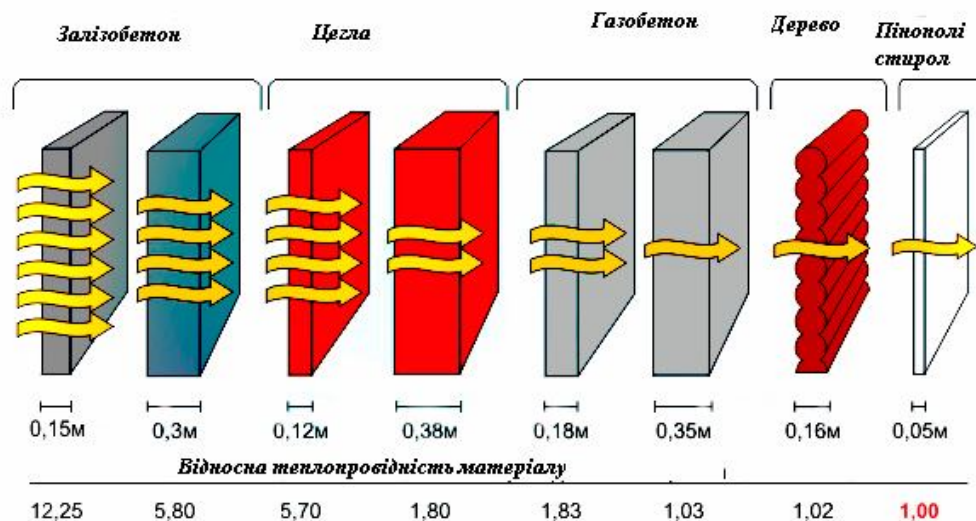 Залізобетон Цегла Газобетон Дерево Пінополі
стирол
0,15м 0,3м 0,12м 0,38м 0,18м 0,35м 0,16м 0,05м
Відносна теплопровідність матеріалу
12,25 5,80 5,70 1,80 1,83 1,03 1,02 1,00